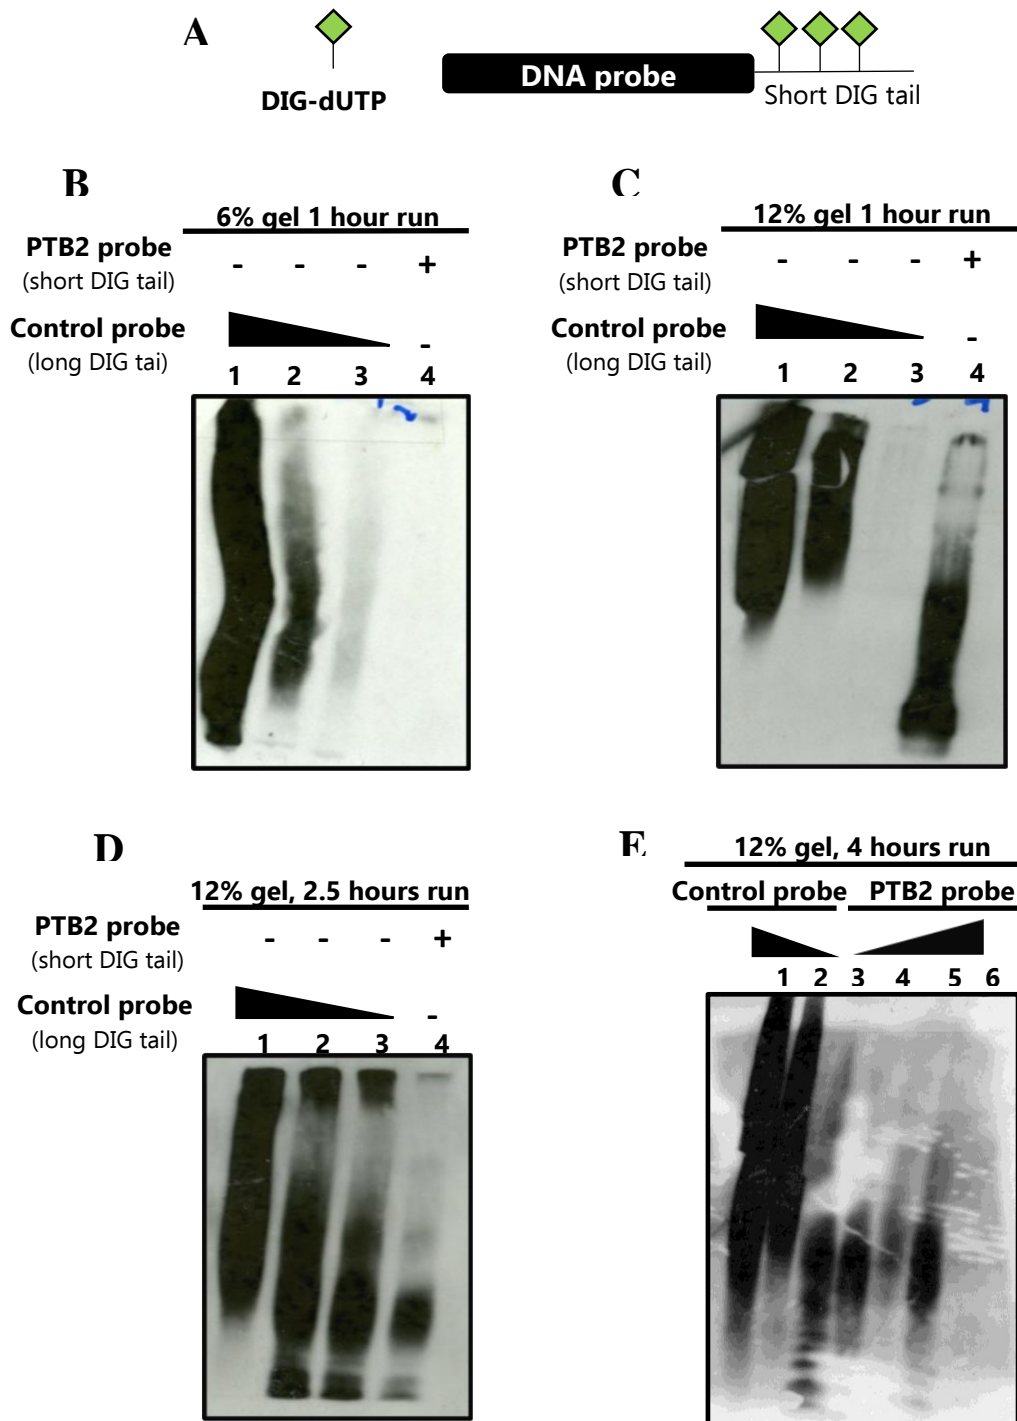 A
DIG-dUTP
DNA probe
Short DIG tail
B
6% gel 1 hour run
PTB2 probe - - - +
(short DIG tail)
Control probe -
(long DIG tai)
1 2 3 4
C
12% gel 1 hour run
PTB2 probe - - - +
(short DIG tail)
Control probe -
(long DIG tail)
1 2 3 4
D
12% gel, 2.5 hours run
PTB2 probe - - - +
(short DIG tail)
Control probe -
(long DIG tail)
1 2 3 4
E
12% gel, 4 hours run
Control probe PTB2 probe
1 2 3 4 5 6